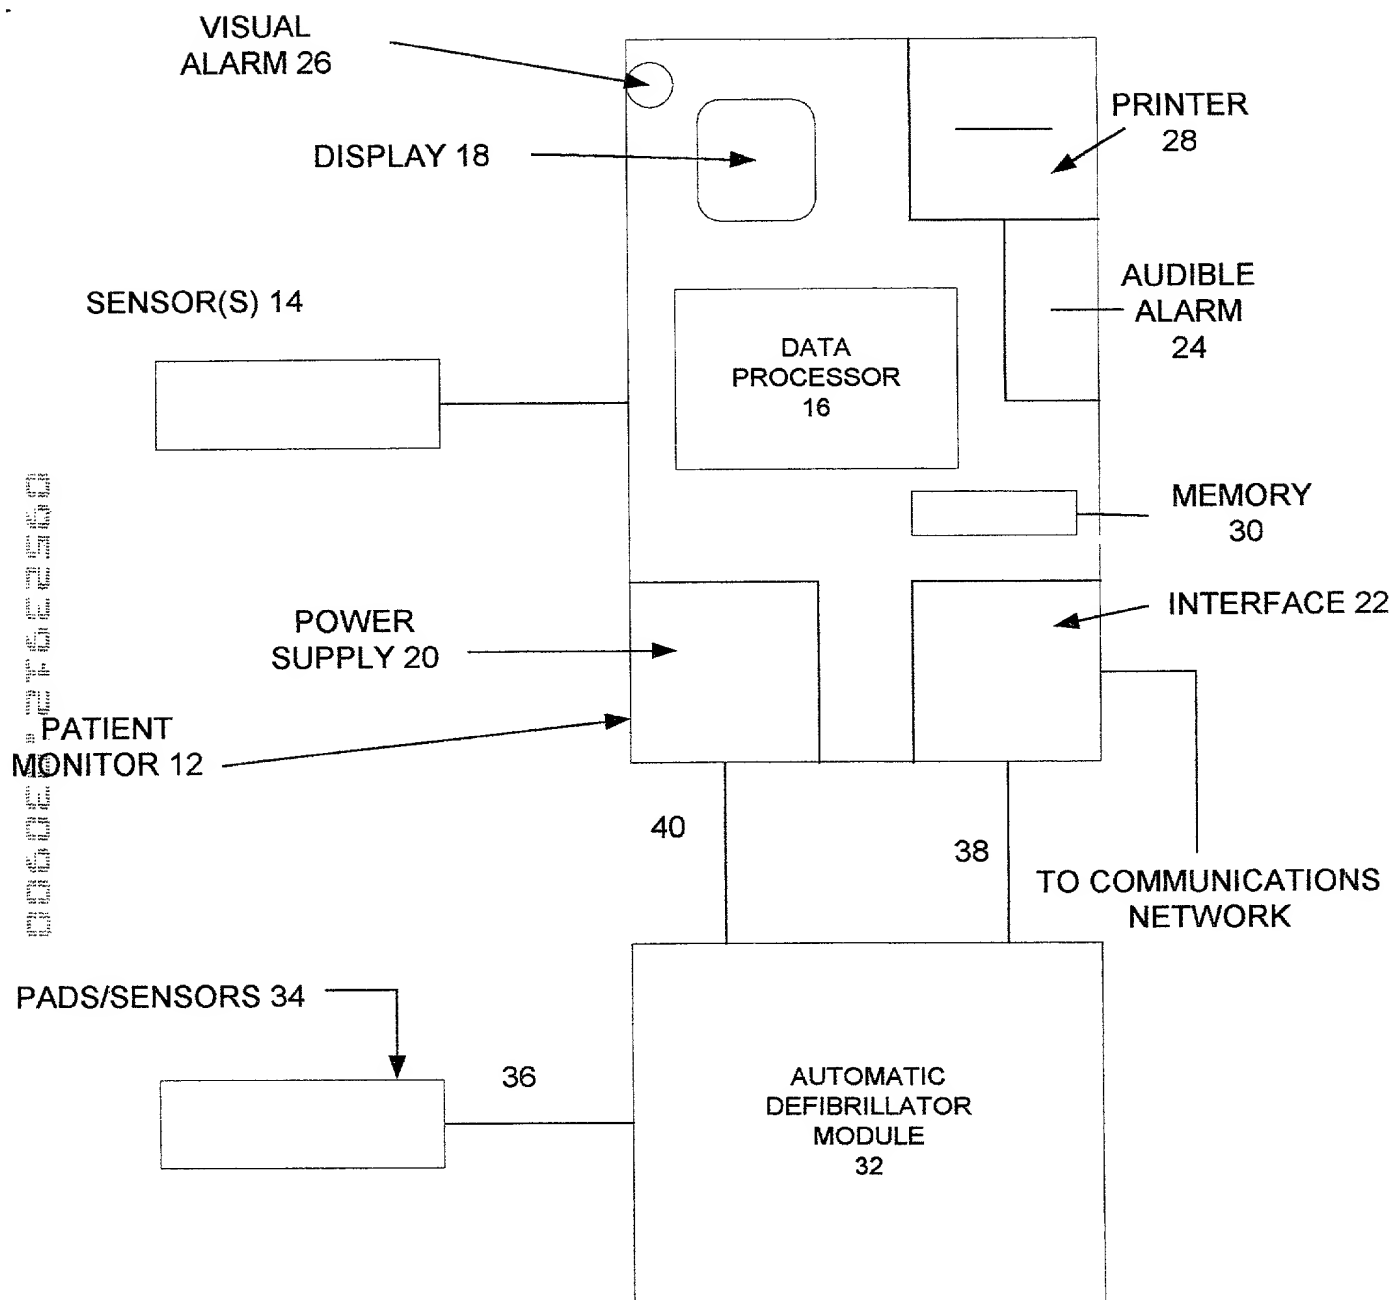 VISUAL
ALARM 26
DISPLAY 18
PRINTER
28
SENSOR(S) 14
AUDIBLE
ALARM
24
DATA
PROCESSOR
16
MEMORY
30
POWER
SUPPLY 20
INTERFACE 22
PATIENT
MONITOR 12
40
38
TO COMMUNICATIONS
NETWORK
PADS/SENSORS 34
36
AUTOMATIC
DEFIBRILLATOR
MODULE
32